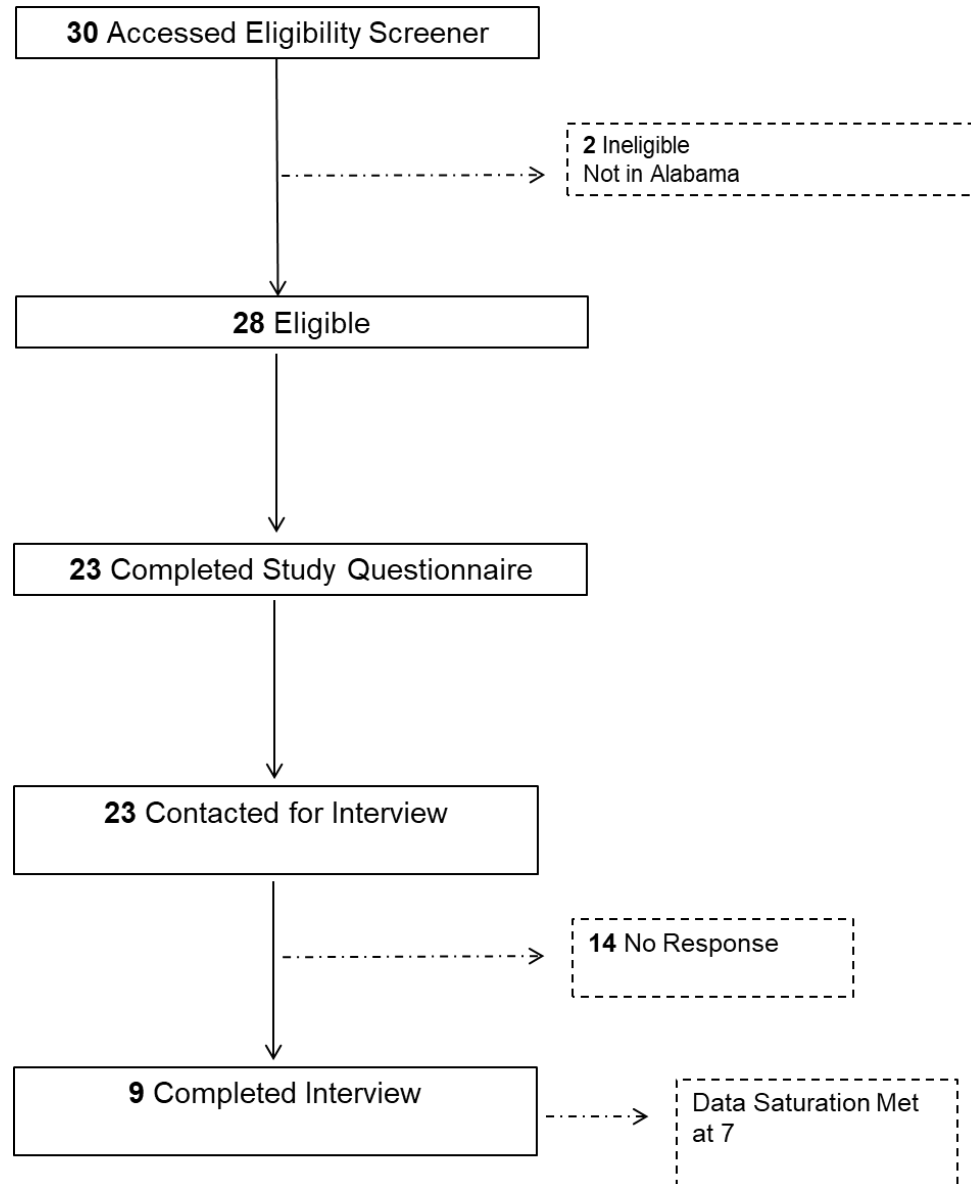 30 Accessed Eligibility Screener
2 Ineligible
Not in Alabama
28 Eligible
23 Completed Study Questionnaire
23 Contacted for Interview
14 No Response
9 Completed Interview
Data Saturation Met
at 7